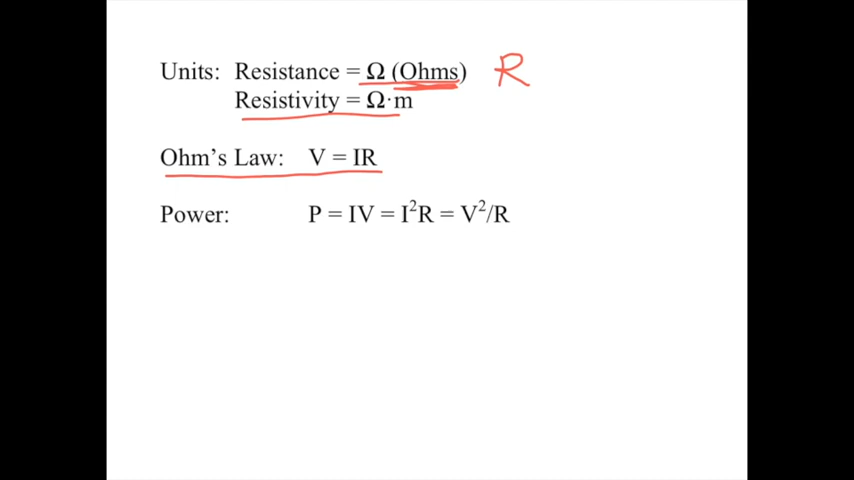 Units: Resistance = Ω (Ohms) R
Resistivity = Ω·m
Ohm's Law: V = IR
Power: P = IV = I²R = V²/R